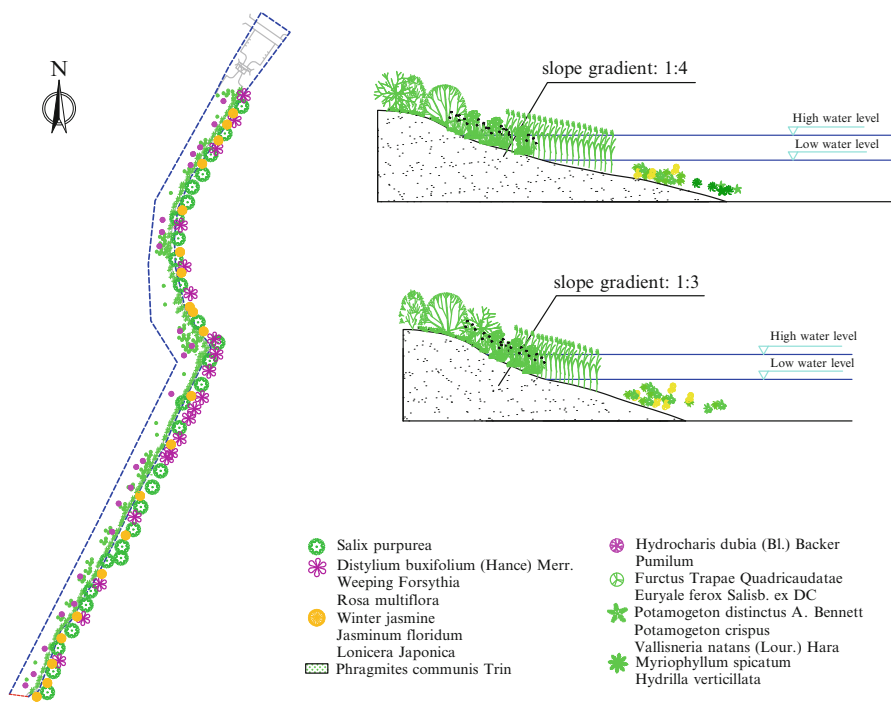 N
slope gradient: 1:4
High water level
Low water level
slope gradient: 1:3
High water level
Low water level
Salix purpurea
Distylium buxifolium (Hance) Merr.
Weeping Forsythia
Rosa multiflora
Winter jasmine
Jasminum floridum
Lonicera Japonica
Phragmites communis Trin
Hydrocharis dubia (Bl.) Backer
Pumilum
Furctus Trapae Quadricaudatae
Euryale ferox Salisb. ex DC
Potamogeton distinctus A. Bennett
Potamogeton crispus
Vallisneria natans (Lour.) Hara
Myriophyllum spicatum
Hydrilla verticillata